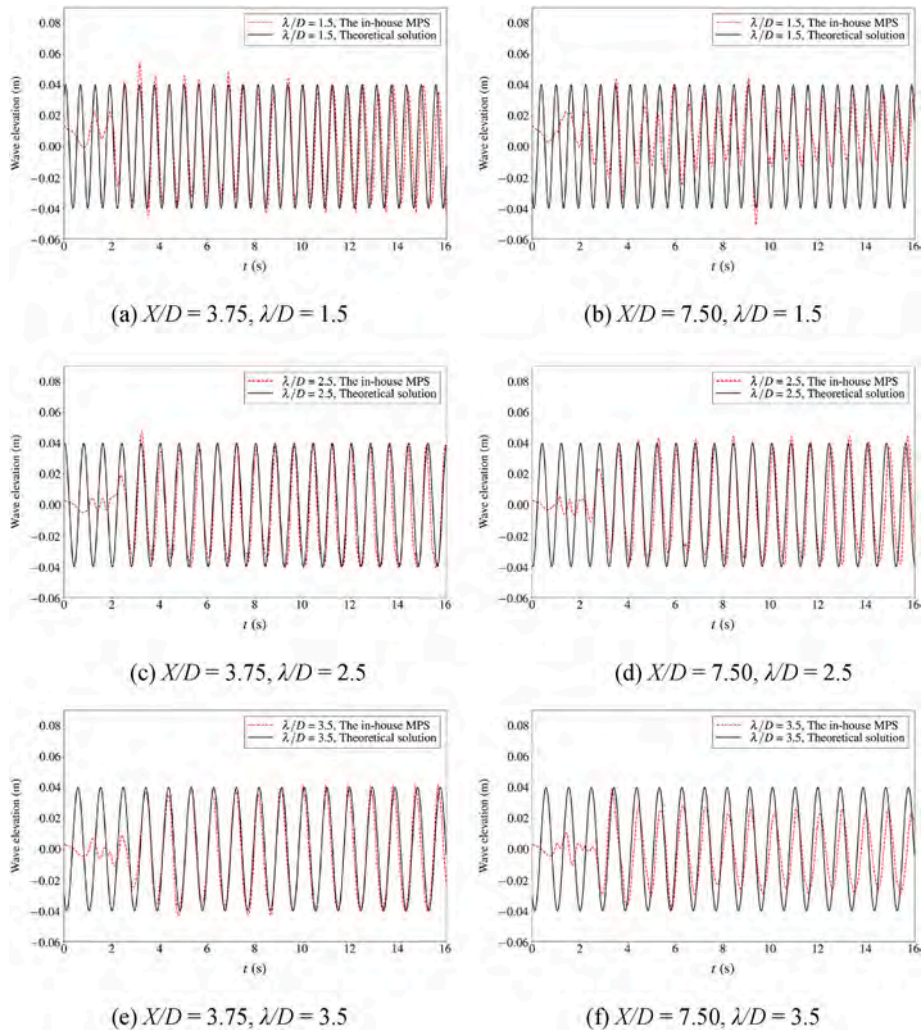 0.08
0.06
0.04
0.02
0.00
−0.02
−0.04
−0.06
Wave elevation (m)
λ/D = 1.5, The in-house MPS
λ/D = 1.5, Theoretical solution
0 2 4 6 8 10 12 14 16
t (s)
(a) X/D = 3.75, λ/D = 1.5
0.08
0.06
0.04
0.02
0.00
−0.02
−0.04
−0.06
Wave elevation (m)
λ/D = 1.5, The in-house MPS
λ/D = 1.5, Theoretical solution
0 2 4 6 8 10 12 14 16
t (s)
(b) X/D = 7.50, λ/D = 1.5
0.08
0.06
0.04
0.02
0.00
−0.02
−0.04
−0.06
Wave elevation (m)
λ/D = 2.5, The in-house MPS
λ/D = 2.5, Theoretical solution
0 2 4 6 8 10 12 14 16
t (s)
(c) X/D = 3.75, λ/D = 2.5
0.08
0.06
0.04
0.02
0.00
−0.02
−0.04
−0.06
Wave elevation (m)
λ/D = 2.5, The in-house MPS
λ/D = 2.5, Theoretical solution
0 2 4 6 8 10 12 14 16
t (s)
(d) X/D = 7.50, λ/D = 2.5
0.08
0.06
0.04
0.02
0.00
−0.02
−0.04
−0.06
Wave elevation (m)
λ/D = 3.5, The in-house MPS
λ/D = 3.5, Theoretical solution
0 2 4 6 8 10 12 14 16
t (s)
(e) X/D = 3.75, λ/D = 3.5
0.08
0.06
0.04
0.02
0.00
−0.02
−0.04
−0.06
Wave elevation (m)
λ/D = 3.5, The in-house MPS
λ/D = 3.5, Theoretical solution
0 2 4 6 8 10 12 14 16
t (s)
(f) X/D = 7.50, λ/D = 3.5